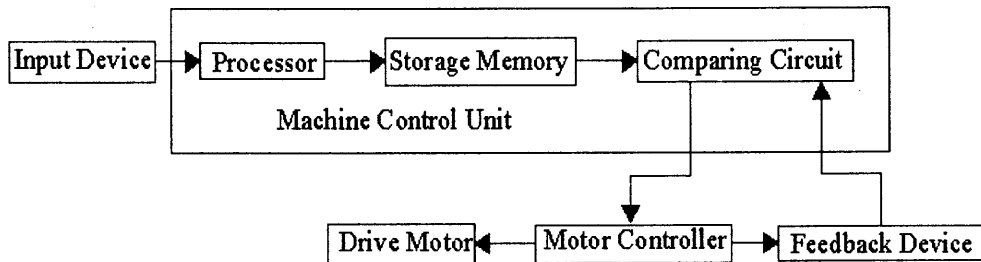 Input Device
Processor
Storage Memory
Comparing Circuit
Machine Control Unit
Drive Motor
Motor Controller
Feedback Device